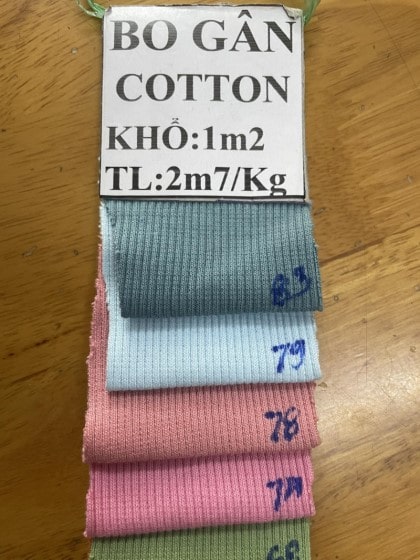 BO GÂN
COTTON
KHỔ:1m2
TL:2m7/Kg
83
79
78